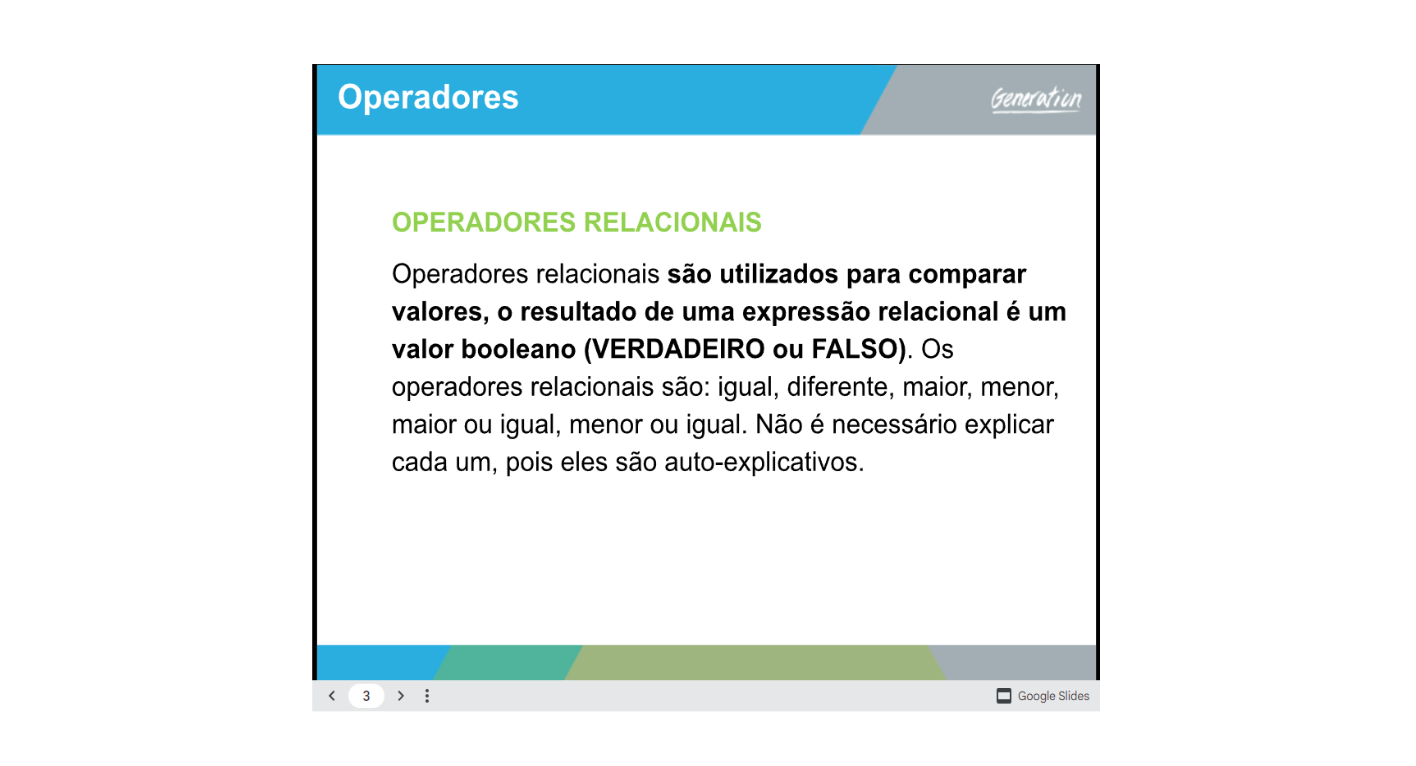 Operadores
Generation
OPERADORES RELACIONAIS
Operadores relacionais são utilizados para comparar
valores, o resultado de uma expressão relacional é um
valor booleano (VERDADEIRO ou FALSO). Os
operadores relacionais são: igual, diferente, maior, menor,
maior ou igual, menor ou igual. Não é necessário explicar
cada um, pois eles são auto-explicativos.
3
Google Slides